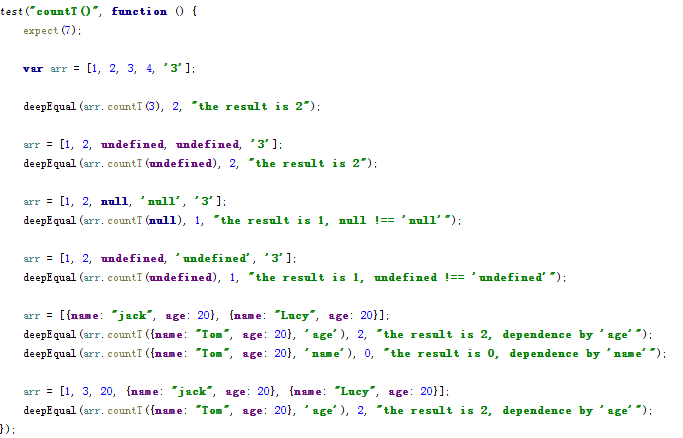 test("countT()", function () {
expect(7);
var arr = [1, 2, 3, 4, '3'];
deepEqual(arr.countT(3), 2, "the result is 2");
arr = [1, 2, undefined, undefined, '3'];
deepEqual(arr.countT(undefined), 2, "the result is 2");
arr = [1, 2, null, 'null', '3'];
deepEqual(arr.countT(null), 1, "the result is 1, null !== 'null'");
arr = [1, 2, undefined, 'undefined', '3'];
deepEqual(arr.countT(undefined), 1, "the result is 1, undefined !== 'undefined'");
arr = [{name: "jack", age: 20}, {name: "Lucy", age: 20}];
deepEqual(arr.countT({name: "Tom", age: 20}, 'age'), 2, "the result is 2, dependence by 'age'");
deepEqual(arr.countT({name: "Tom", age: 20}, 'name'), 0, "the result is 0, dependence by 'name'");
arr = [1, 3, 20, {name: "jack", age: 20}, {name: "Lucy", age: 20}];
deepEqual(arr.countT({name: "Tom", age: 20}, 'age'), 2, "the result is 2, dependence by 'age'");
});